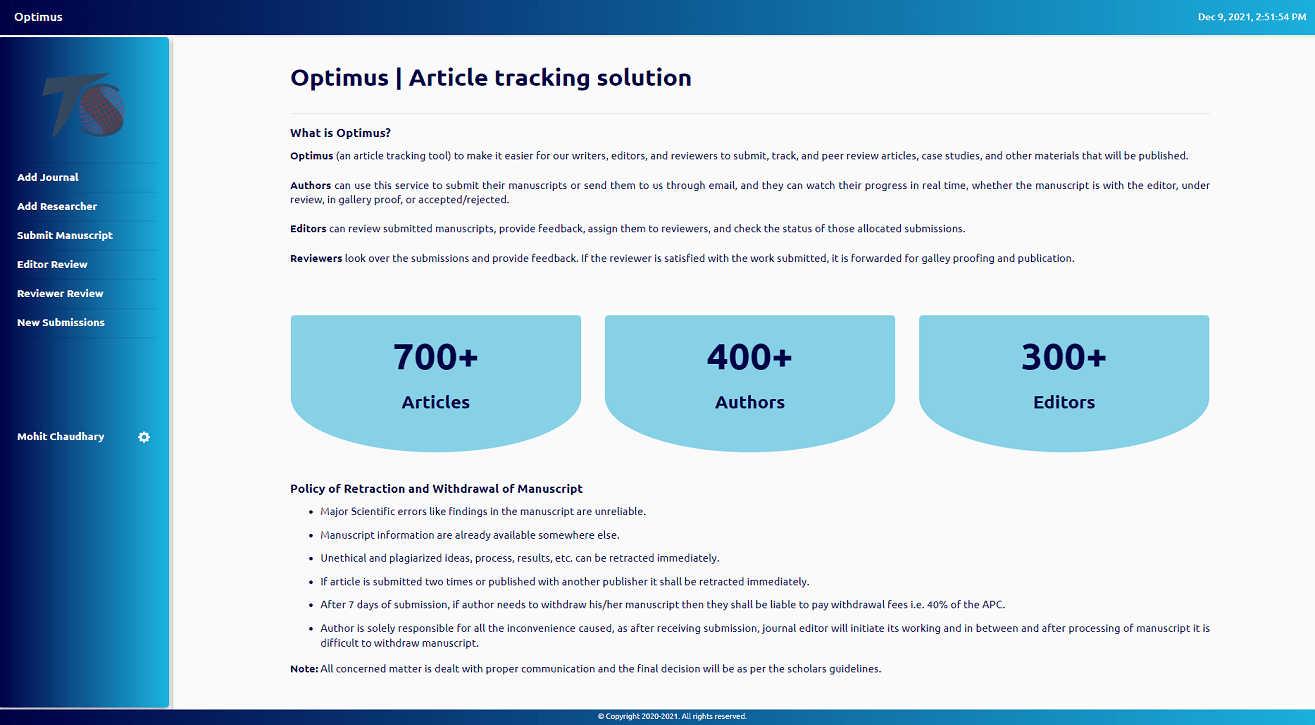 Optimus
Dec 9, 2021, 2:51:54 PM
TS
Add Journal
Add Researcher
Submit Manuscript
Editor Review
Reviewer Review
New Submissions
Mohit Chaudhary
Optimus | Article tracking solution
What is Optimus?
Optimus (an article tracking tool) to make it easier for our writers, editors, and reviewers to submit, track, and peer review articles, case studies, and other materials that will be published.
Authors can use this service to submit their manuscripts or send them to us through email, and they can watch their progress in real time, whether the manuscript is with the editor, under
review, in gallery proof, or accepted/rejected.
Editors can review submitted manuscripts, provide feedback, assign them to reviewers, and check the status of those allocated submissions.
Reviewers look over the submissions and provide feedback. If the reviewer is satisfied with the work submitted, it is forwarded for galley proofing and publication.
700+
Articles
400+
Authors
300+
Editors
Policy of Retraction and Withdrawal of Manuscript
• Major Scientific errors like findings in the manuscript are unreliable.
• Manuscript information are already available somewhere else.
• Unethical and plagiarized ideas, process, results, etc. can be retracted immediately.
• If article is submitted two times or published with another publisher it shall be retracted immediately.
• After 7 days of submission, if author needs to withdraw his/her manuscript then they shall be liable to pay withdrawal fees i.e. 40% of the APC.
• Author is solely responsible for all the inconvenience caused, as after receiving submission, journal editor will initiate its working and in between and after processing of manuscript it is
difficult to withdraw manuscript.
Note: All concerned matter is dealt with proper communication and the final decision will be as per the scholars guidelines.
© Copyright 2020-2021. All rights reserved.